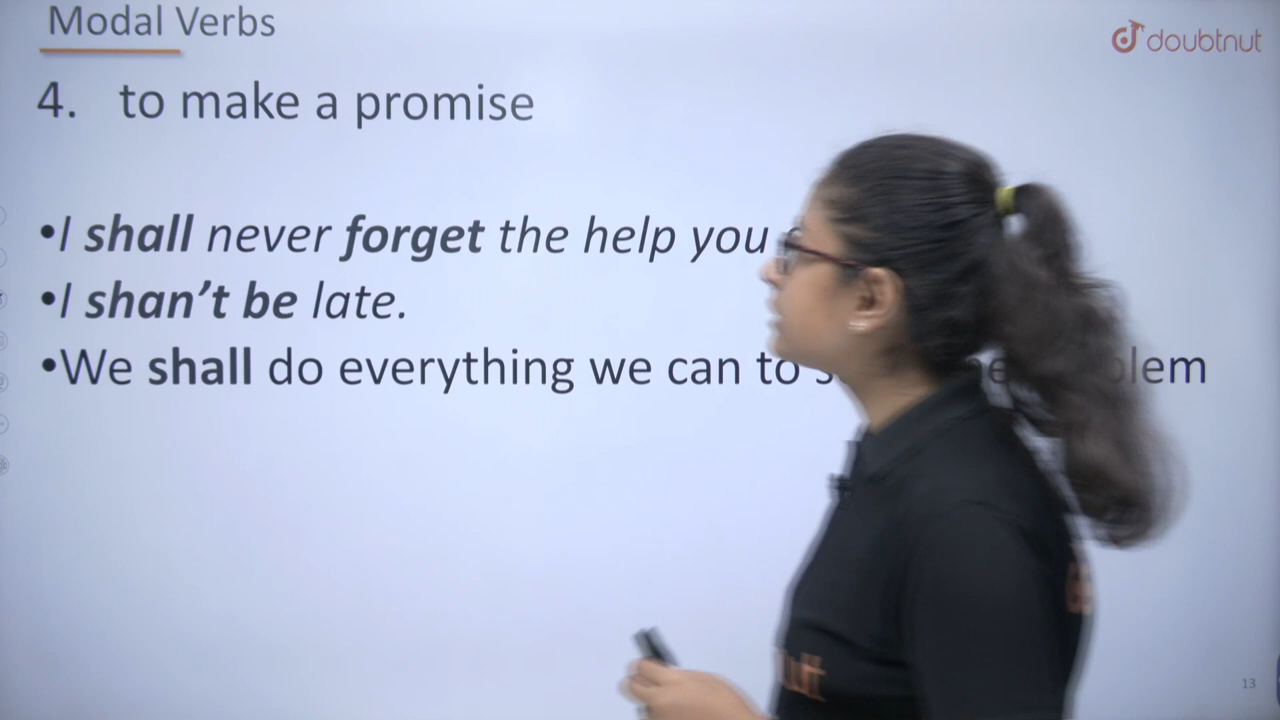 Modal Verbs
doubtnut
4. to make a promise
•I shall never forget the help you
•I shan't be late.
•We shall do everything we can to
13